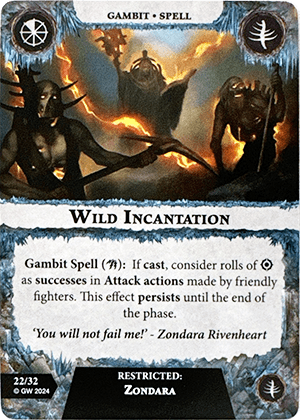 GAMBIT • SPELL
WILD INCANTATION
Gambit Spell ( ): If cast, consider rolls of
as successes in Attack actions made by friendly
fighters. This effect persists until the end of
the phase.
'You will not fail me!' - Zondara Rivenheart
22/32
© GW 2024
RESTRICTED:
ZONDARA